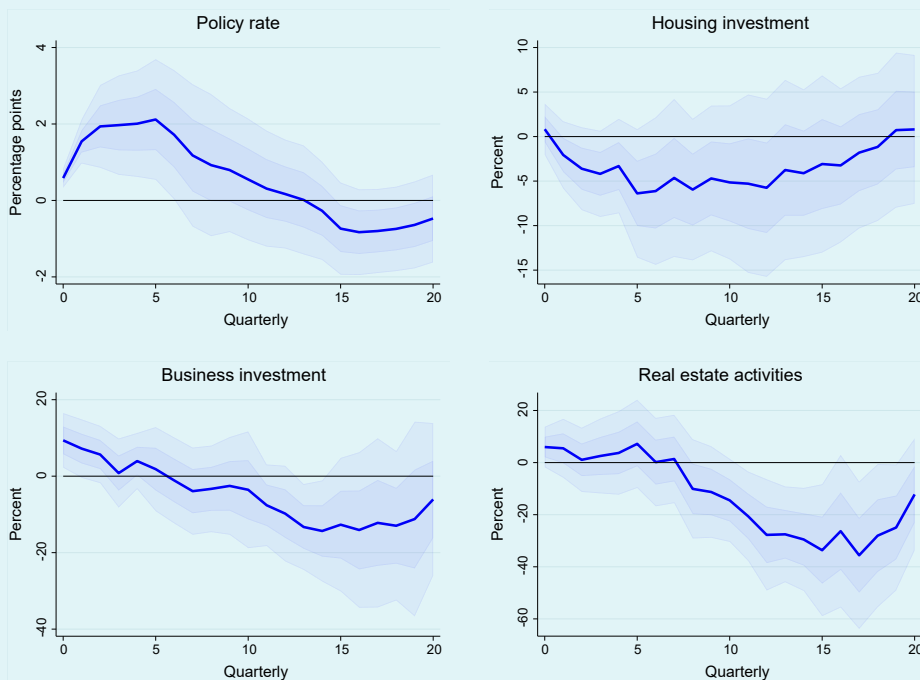 Policy rate
Percentage points
4
2
0
-2
0 5 10 15 20
Quarterly
Housing investment
Percent
10
5
0
-5
-10
-15
0 5 10 15 20
Quarterly
Business investment
Percent
20
0
-20
-40
0 5 10 15 20
Quarterly
Real estate activities
Percent
20
0
-20
-40
-60
0 5 10 15 20
Quarterly